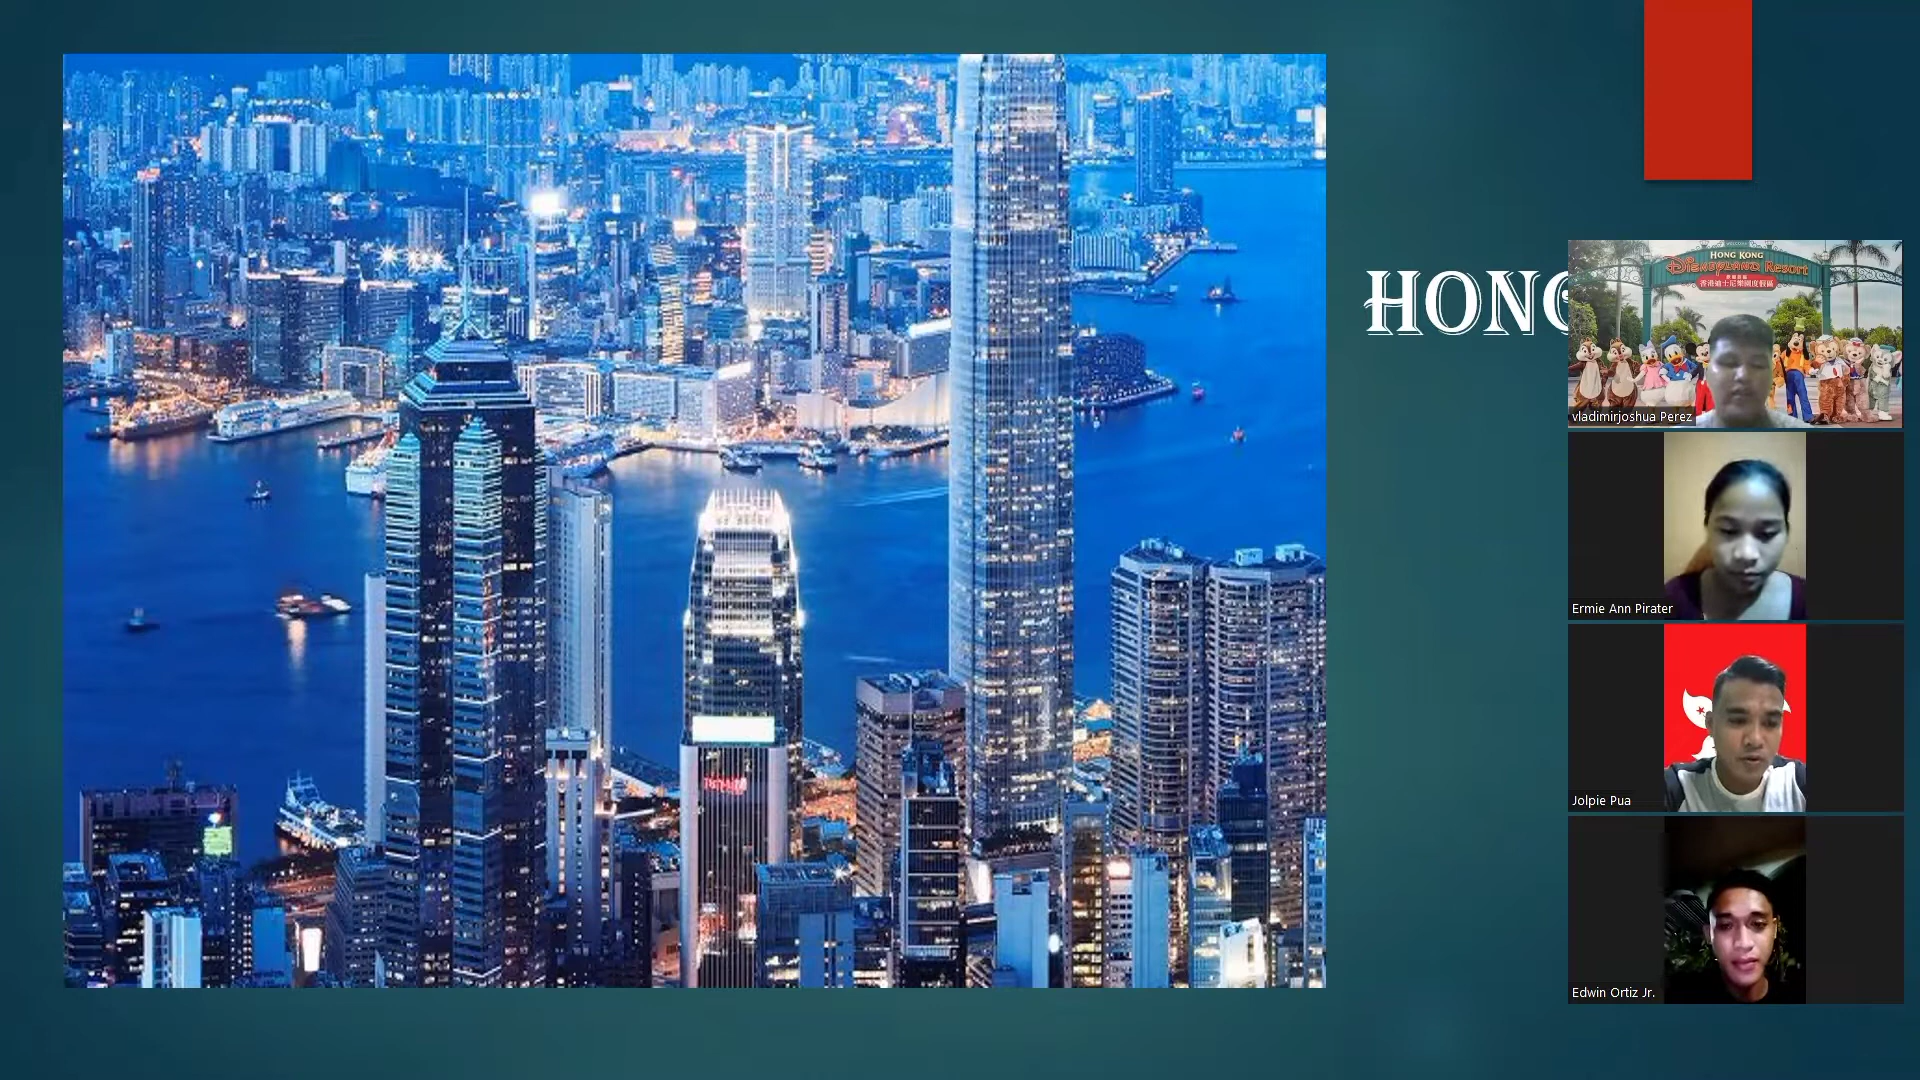 HONG
HONG KONG
Disneyland Resort
香港迪士尼樂園度假區
vladimirjoshua Perez
Ermie Ann Pirater
Jolpie Pua
Edwin Ortiz Jr.